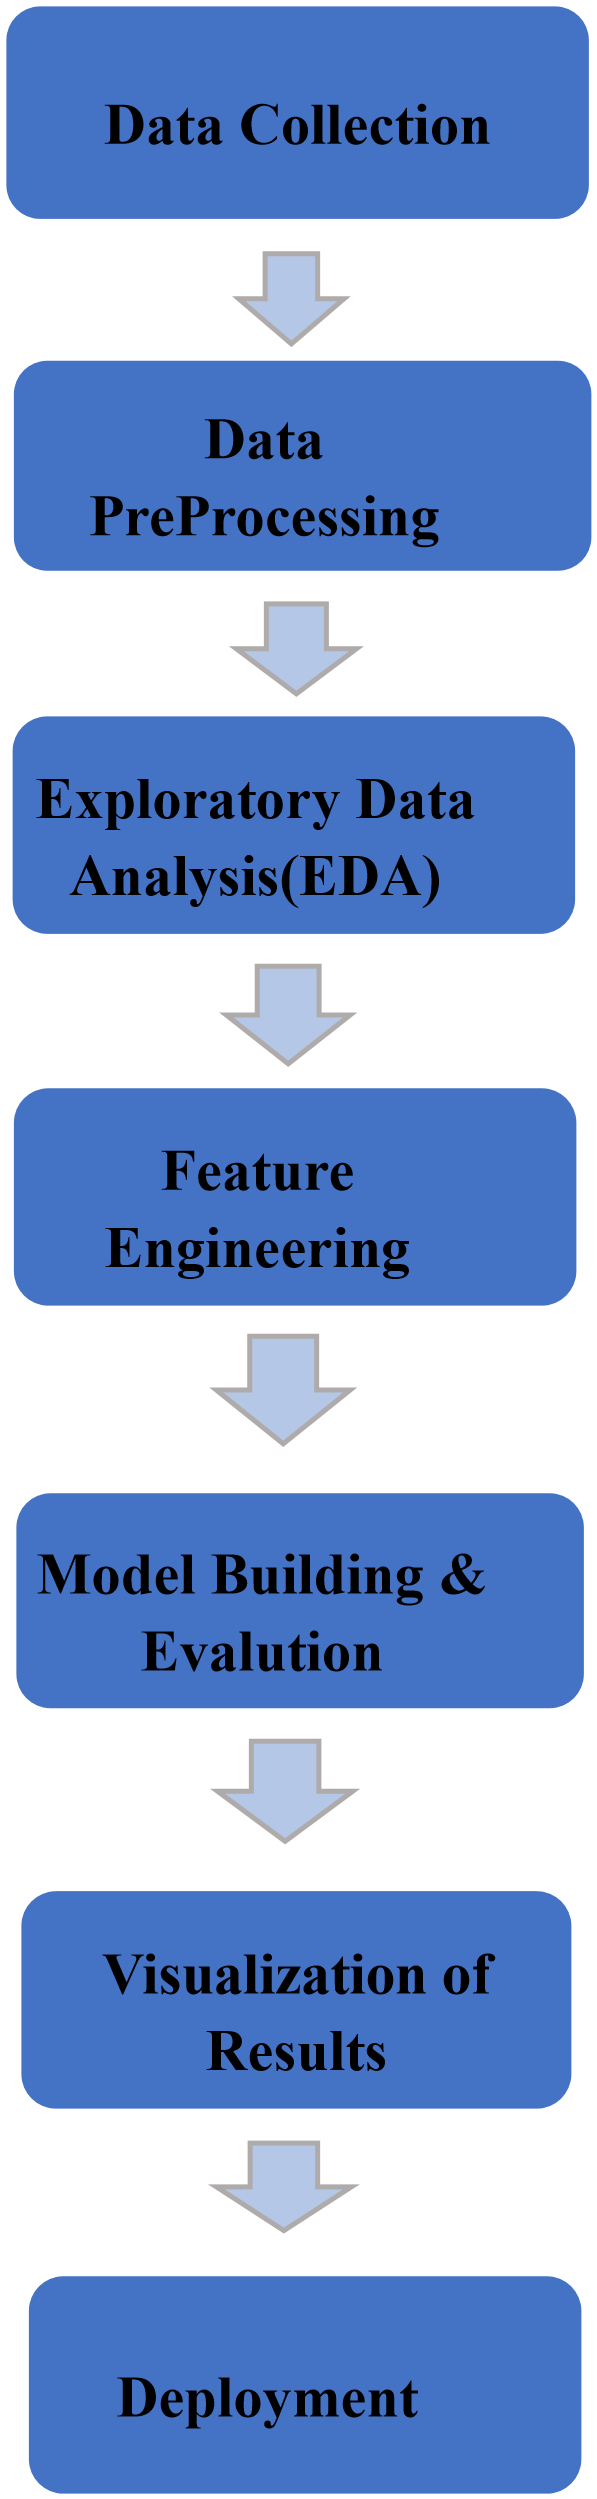 Data Collection
Data
PreProcessing
Exploratory Data
Analysis(EDA)
Feature
Engineering
Model Building &
Evalution
Visualization of
Results
Deployment